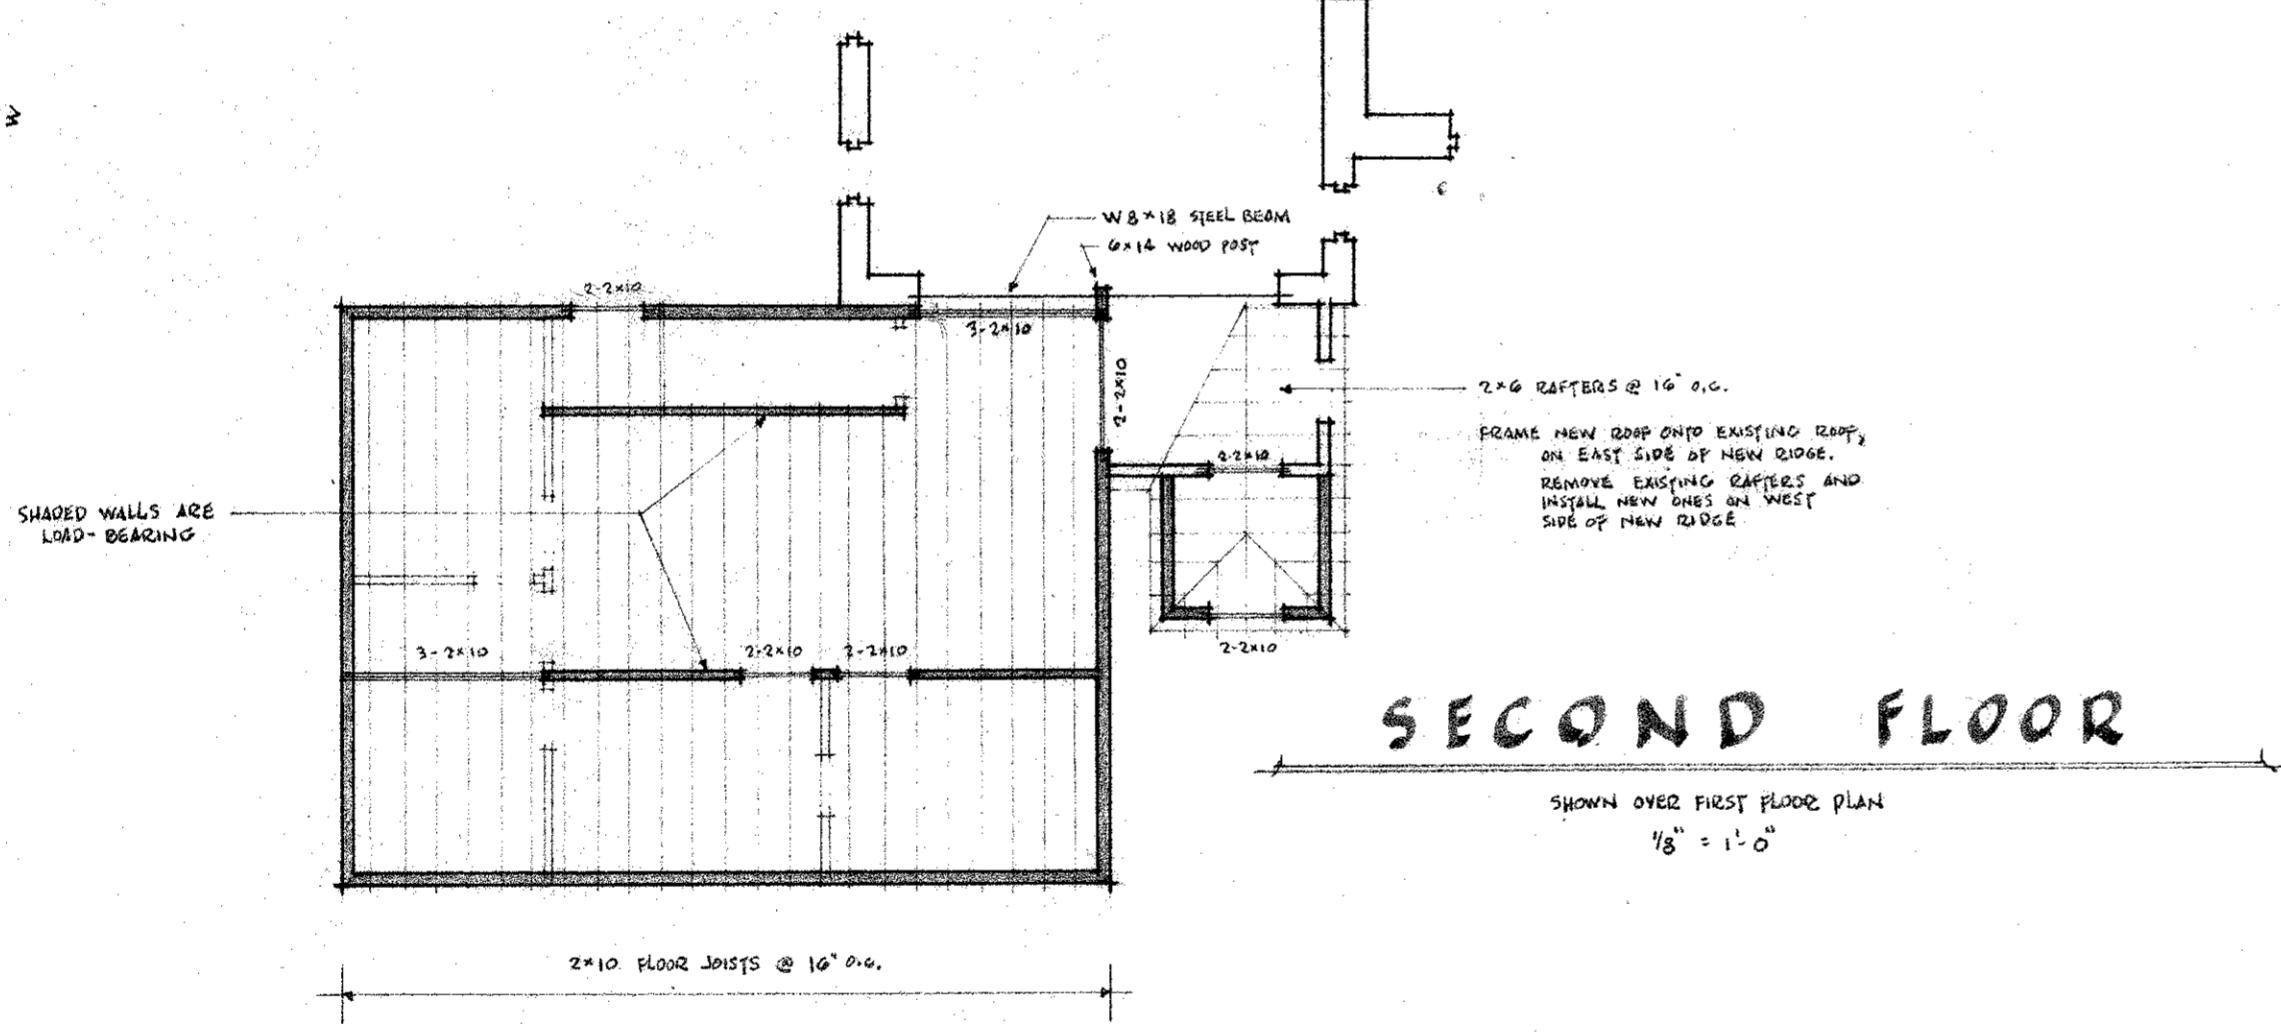 W
W8×18 STEEL BEAM
6×14 WOOD POST
2-2×10
3-2×10
2-2×10
2×6 RAFTERS @ 16" O.C.
FRAME NEW ROOF ONTO EXISTING ROOF,
ON EAST SIDE OF NEW RIDGE.
REMOVE EXISTING RAFTERS AND
INSTALL NEW ONES ON WEST
SIDE OF NEW RIDGE
2-2×10
SHADED WALLS ARE
LOAD-BEARING
3-2×10
2-2×10
2-2×10
2-2×10
SECOND FLOOR
SHOWN OVER FIRST FLOOR PLAN
1/8" = 1'-0"
2×10 FLOOR JOISTS @ 16" O.C.